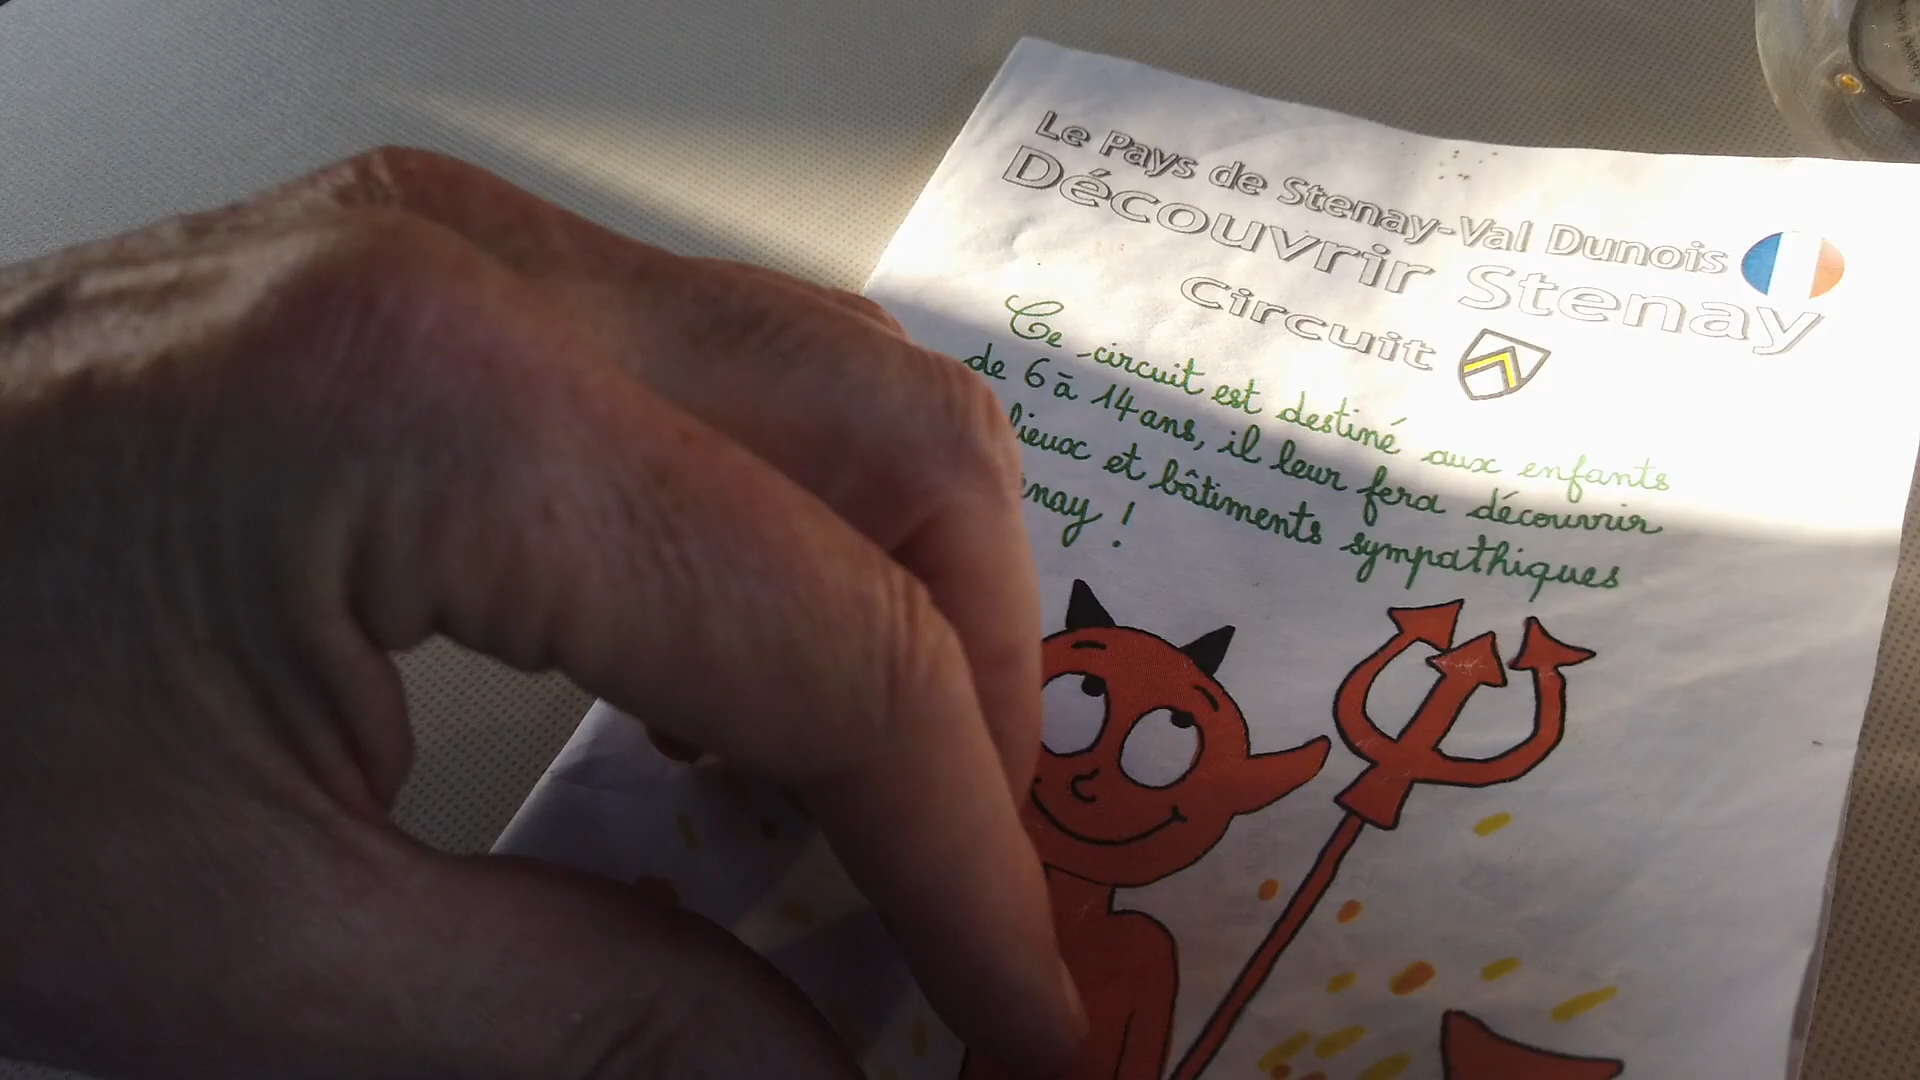 Le Pays de Stenay-Val Dunois
Découvrir Stenay
Circuit
Ce circuit est destiné aux enfants
de 6 à 14 ans, il leur fera découvrir
lieux et bâtiments sympathiques
enay !